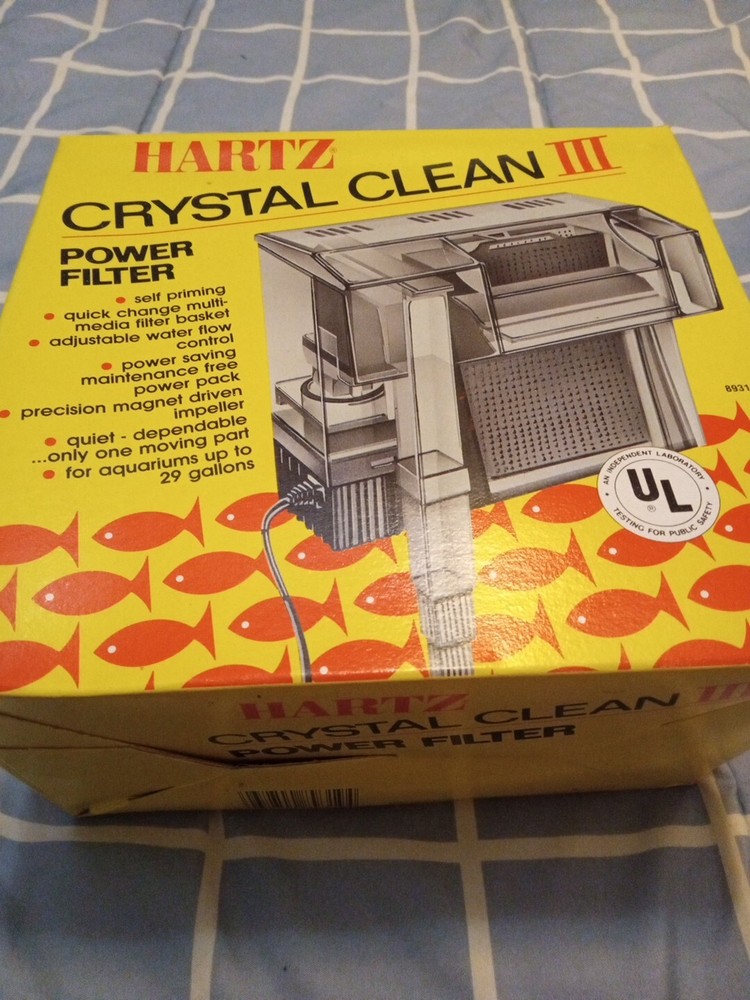 HARTZ®
CRYSTAL CLEAN III
POWER
FILTER
• self priming
• quick change multi-
media filter basket
• adjustable water flow
control
• power saving
maintenance free
power pack
• precision magnet driven
impeller
• quiet - dependable
...only one moving part
• for aquariums up to
29 gallons
8931
• AN INDEPENDENT LABORATORY •
UL
®
TESTING FOR PUBLIC SAFETY
HARTZ
CRYSTAL CLEAN III
POWER FILTER